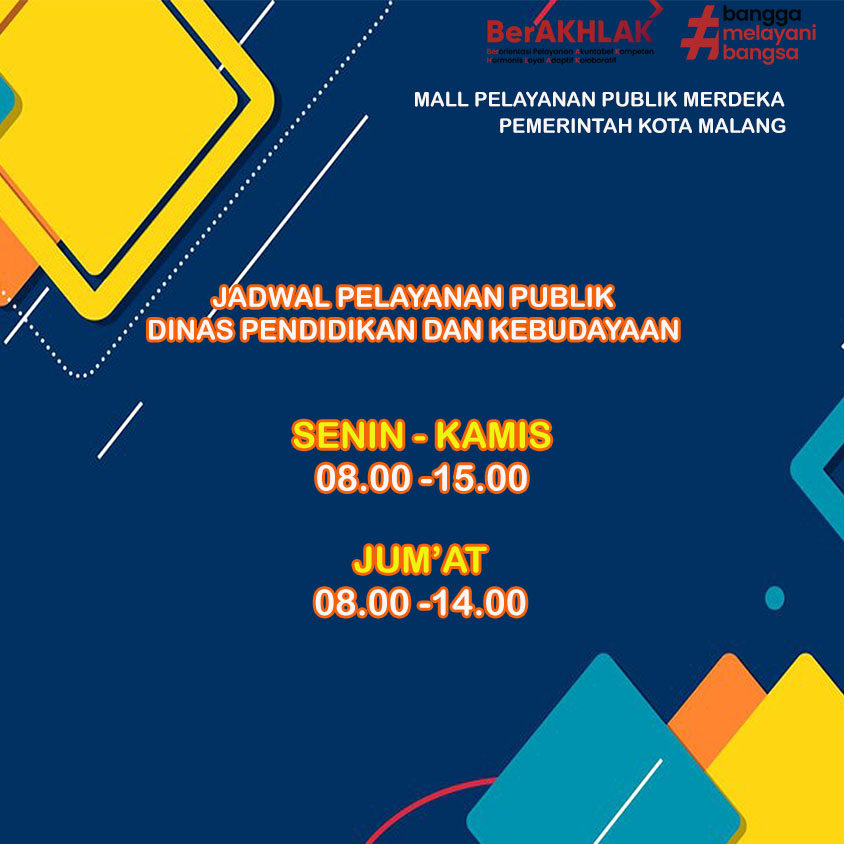 BerAKHLAK
Berorientasi Pelayanan Akuntabel Kompeten
Harmonis Loyal Adaptif Kolaboratif
#bangga
melayani
bangsa
MALL PELAYANAN PUBLIK MERDEKA
PEMERINTAH KOTA MALANG
JADWAL PELAYANAN PUBLIK
DINAS PENDIDIKAN DAN KEBUDAYAAN
SENIN - KAMIS
08.00 -15.00
JUM'AT
08.00 -14.00